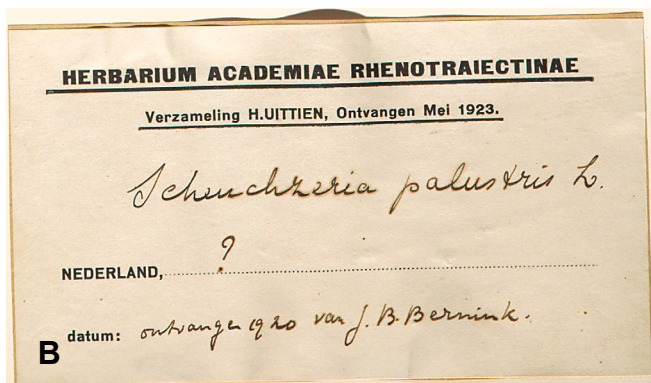 HERBARIUM ACADEMIAE RHENOTRAIECTINAE
Verzameling H.UITTIEN, Ontvangen Mei 1923.
Scheuchzeria palustris L.
?
NEDERLAND,
datum: ontvangen 1920 van J. B. Bernink.
B